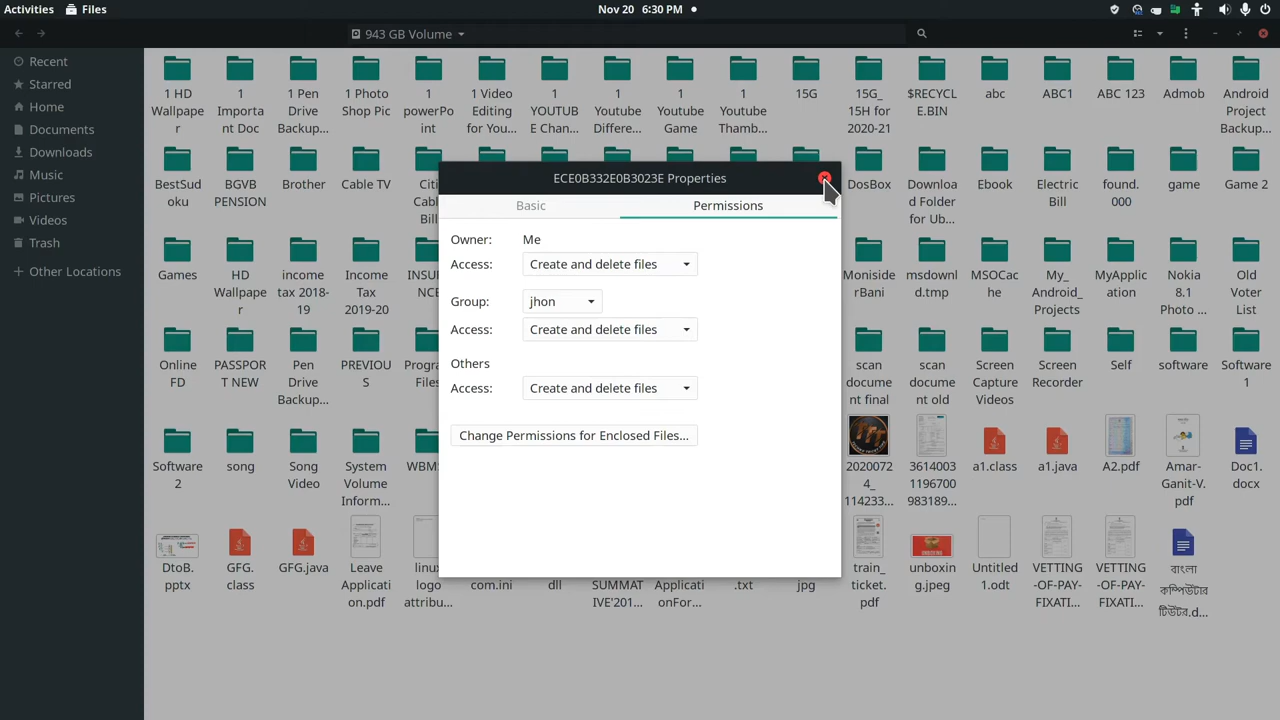 Activities Files Nov 20 6:30 PM
943 GB Volume
Recent
Starred
Home
Documents
Downloads
Music
Pictures
Videos
Trash
Other Locations
1 HD
Wallpape
r
1
Importa
nt Doc
1 Pen
Drive
Backup...
1 Photo
Shop Pic
1
powerPo
int
1 Video
Editing
for You...
1
YOUTUB
E Chan...
1
Youtube
Differe...
1
Youtube
Game
1
Youtube
Thamb...
15G
15G_
15H for
2020-21
$RECYCL
E.BIN
abc
ABC1
ABC 123
Admob
Android
Project
Backup...
BestSud
oku
BGVB
PENSION
Brother
Cable TV
Citi
Cable
Bill
DosBox
Downloa
d Folder
for Ub...
Ebook
Electric
Bill
found.
000
game
Game 2
Games
HD
Wallpape
r
income
tax 2018-
19
Income
Tax
2019-20
INSU
NCE
Moniside
rBani
msdownl
d.tmp
MSOCac
he
My_
Android_
Projects
MyApplic
ation
Nokia
8.1
Photo ...
Old
Voter
List
Online
FD
PASSPOR
T NEW
Pen
Drive
Backup...
PREVIOU
S
Progr
Files
scan
docume
nt final
scan
docume
nt old
Screen
Capture
Videos
Screen
Recorder
Self
software
Software
1
Software
2
song
Song
Video
System
Volume
Inform...
WBM
2020072
4_
114233...
3614003
1196700
983189...
a1.class
a1.java
A2.pdf
Amar-
Ganit-V.
pdf
Doc1.
docx
DtoB.
pptx
GFG.
class
GFG.java
Leave
Applicati
on.pdf
linux
logo
attribu...
com.ini
dll
SUMMAT
IVE'201...
Applicati
onFor...
.txt
jpg
train_
ticket.
pdf
unboxin
g.jpeg
Untitled
1.odt
VETTING
-OF-PAY-
FIXATI...
VETTING
-OF-PAY-
FIXATI...
বাংলা
কম্পিউটার
টিউটর.d...
ECE0B332E0B3023E Properties
Basic Permissions
Owner: Me
Access: Create and delete files
Group: jhon
Access: Create and delete files
Others
Access: Create and delete files
Change Permissions for Enclosed Files...